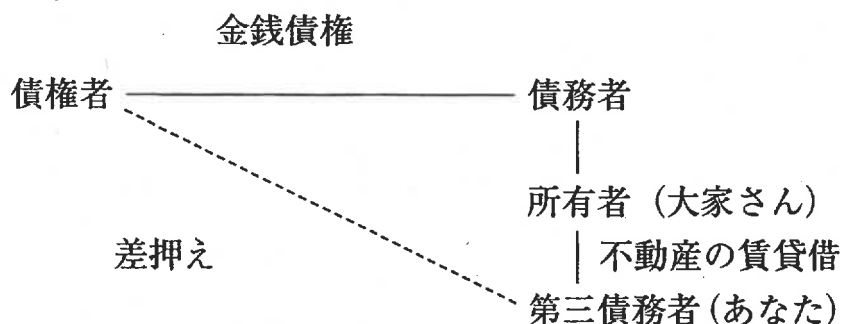 金銭債権
債権者
債務者
所有者（大家さん）
差押え
不動産の賃貸借
第三債務者（あなた）